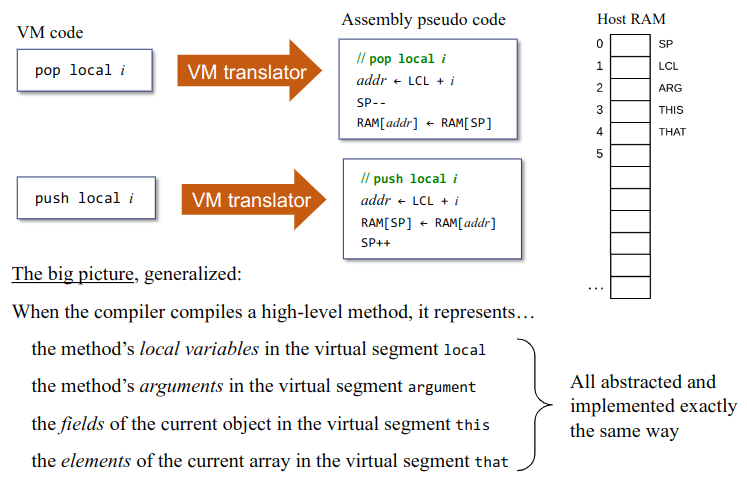 VM code
pop local i
VM translator
Assembly pseudo code
// pop local i
addr ← LCL + i
SP--
RAM[addr] ← RAM[SP]
push local i
VM translator
// push local i
addr ← LCL + i
RAM[SP] ← RAM[addr]
SP++
Host RAM
0 SP
1 LCL
2 ARG
3 THIS
4 THAT
5
...
The big picture, generalized:
When the compiler compiles a high-level method, it represents…
the method’s local variables in the virtual segment local
the method’s arguments in the virtual segment argument
the fields of the current object in the virtual segment this
the elements of the current array in the virtual segment that
All abstracted and
implemented exactly
the same way